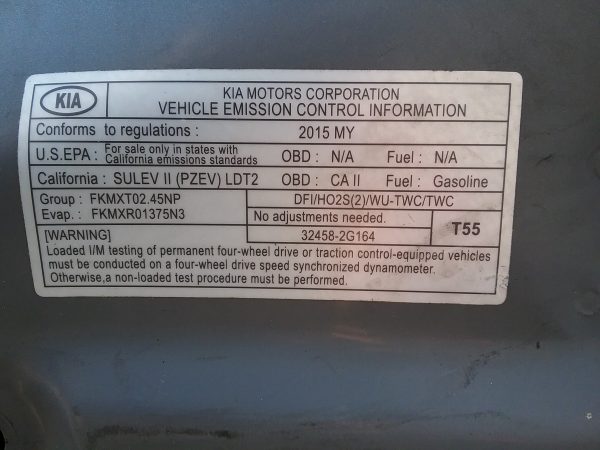 KIA
KIA MOTORS CORPORATION
VEHICLE EMISSION CONTROL INFORMATION
Conforms to regulations : 2015 MY
U.S.EPA : For sale only in states with California emissions standards OBD : N/A Fuel : N/A
California : SULEV II (PZEV) LDT2 OBD : CA II Fuel : Gasoline
Group : FKMXT02.45NP DFI/HO2S(2)/WU-TWC/TWC
Evap. : FKMXR01375N3 No adjustments needed. T55
[WARNING] 32458-2G164
Loaded I/M testing of permanent four-wheel drive or traction control-equipped vehicles
must be conducted on a four-wheel drive speed synchronized dynamometer.
Otherwise,a non-loaded test procedure must be performed.